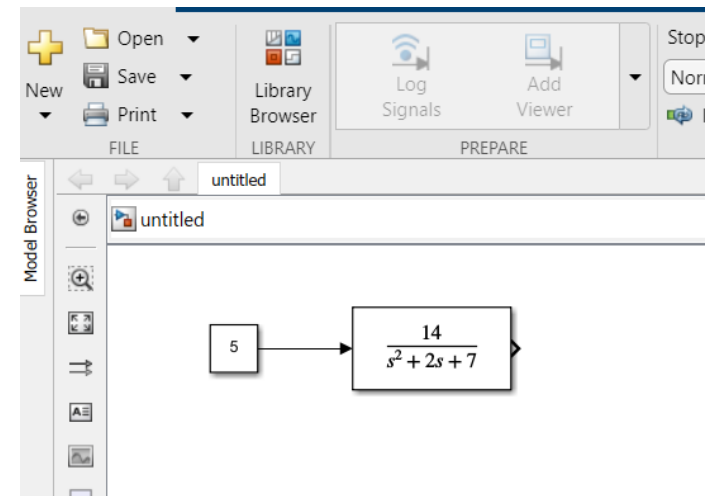 Open
Save
Print
New
FILE
Library
Browser
LIBRARY
Log
Signals
Add
Viewer
PREPARE
Stop
Nor
Model Browser
untitled
untitled
5
14
s² + 2s + 7